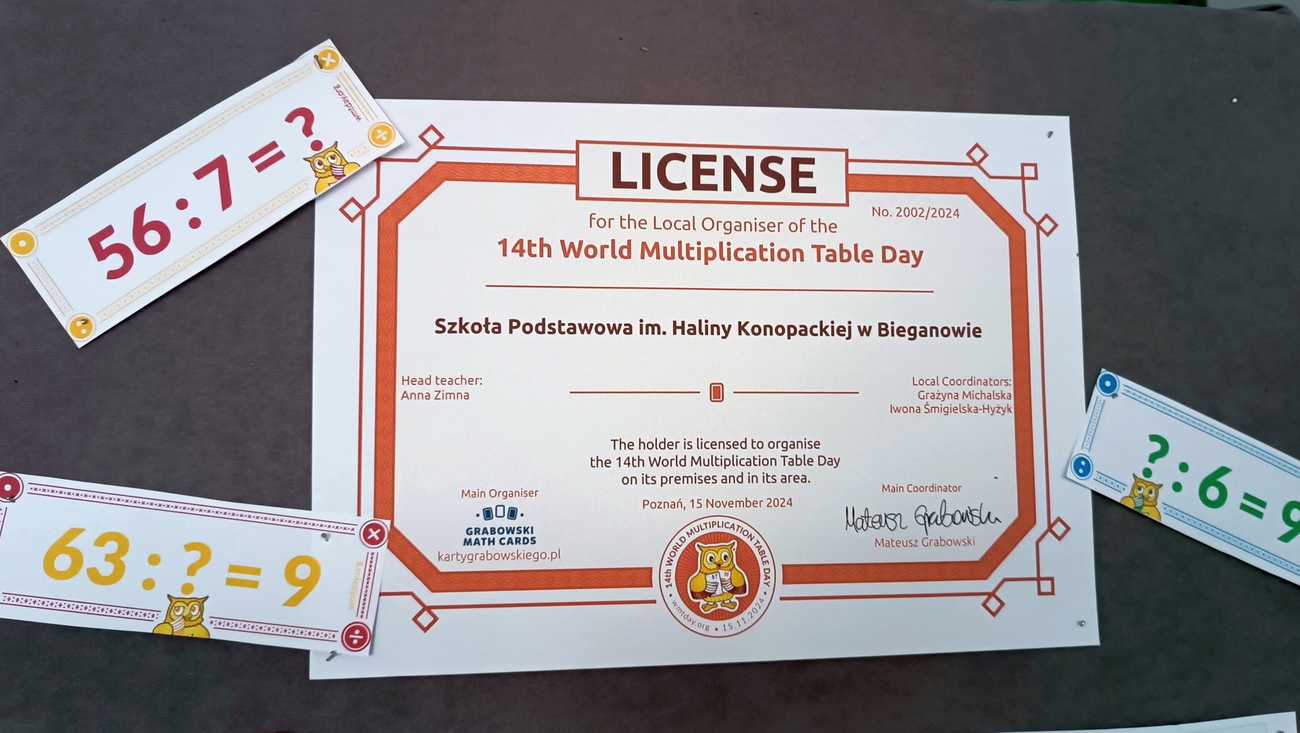 56 : 7 = ?
wmtday.org
LICENSE
No. 2002/2024
for the Local Organiser of the
14th World Multiplication Table Day
Szkoła Podstawowa im. Haliny Konopackiej w Bieganowie
Head teacher:
Anna Zimna
Local Coordinators:
Grażyna Michalska
Iwona Śmigielska-Hyżyk
The holder is licensed to organise
the 14th World Multiplication Table Day
on its premises and in its area.
Poznań, 15 November 2024
Main Organiser
GRABOWSKI
MATH CARDS
kartygrabowskiego.pl
Main Coordinator
Mateusz Grabowski
Mateusz Grabowski
14th WORLD MULTIPLICATION TABLE DAY
• wmtday.org • 15.11.2024 •
63 : ? = 9
? : 6 = 9